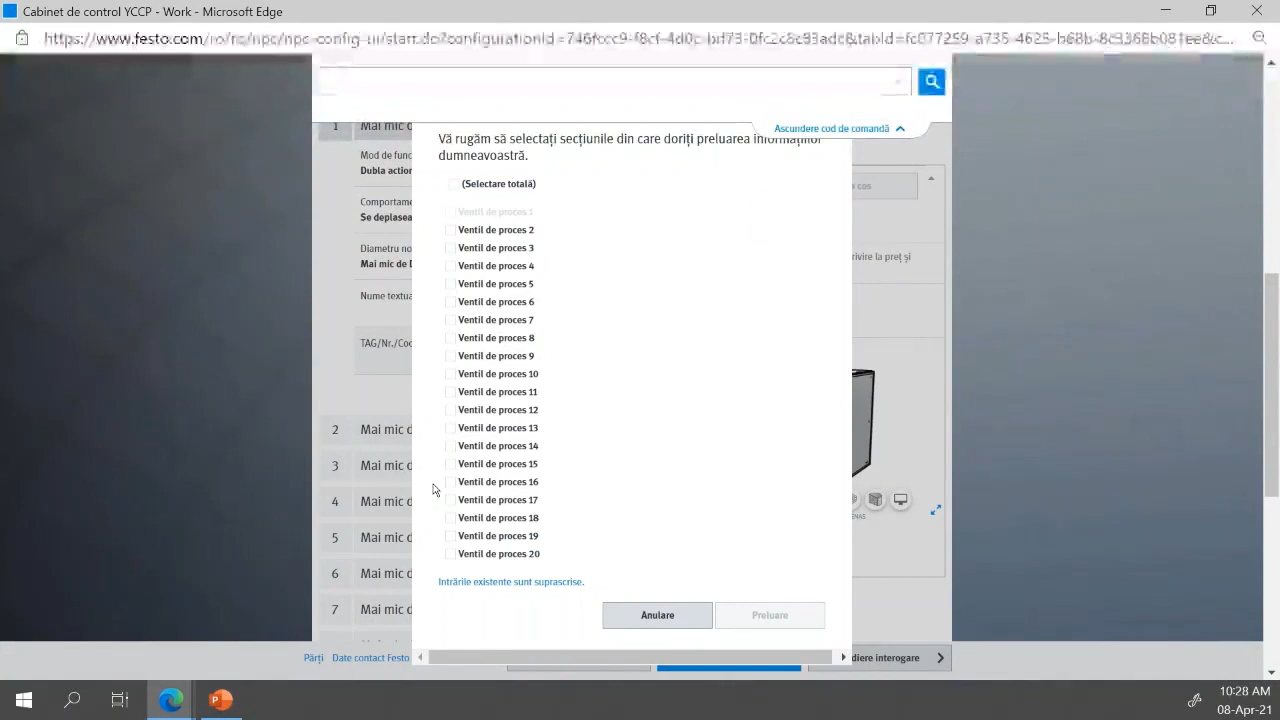 Cabinet de control YCCP - Work - Microsoft Edge
Ascundere cod de comandă
1 Mai mic d
Vă rugăm să selectați secțiunile din care doriți preluarea informațiilor
dumneavoastră.
Mod de func
Dubla action
(Selectare totală)
Comportame
Se deplasea
Diametru no
Mai mic de D
Nume textua
TAG/Nr./Coc
Ventil de proces 1
Ventil de proces 2
Ventil de proces 3
Ventil de proces 4
Ventil de proces 5
Ventil de proces 6
Ventil de proces 7
Ventil de proces 8
Ventil de proces 9
Ventil de proces 10
Ventil de proces 11
Ventil de proces 12
Ventil de proces 13
Ventil de proces 14
Ventil de proces 15
Ventil de proces 16
Ventil de proces 17
Ventil de proces 18
Ventil de proces 19
Ventil de proces 20
rivire la preț și
2 Mai mic d
3 Mai mic d
4 Mai mic d
5 Mai mic d
6 Mai mic d
7 Mai mic d
Intrările existente sunt suprascrise.
Anulare
Preluare
Părți
Date contact Festo
diere interogare
10:28 AM
08-Apr-21